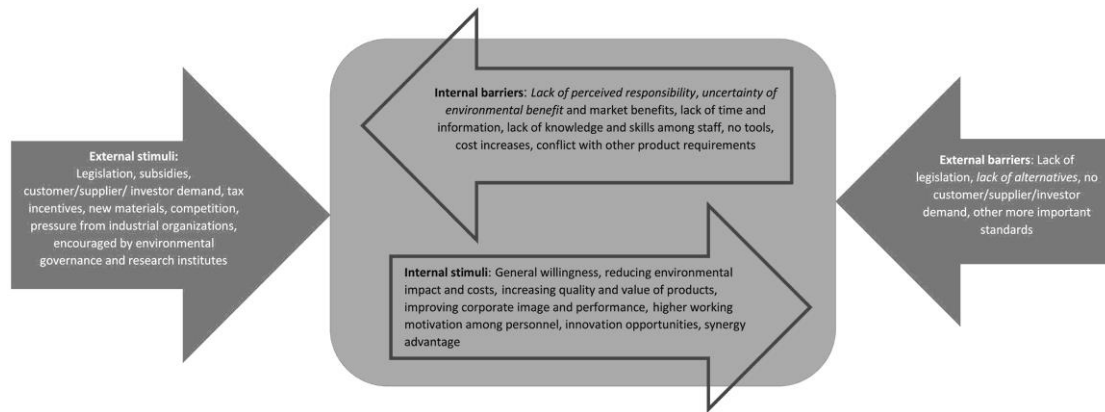 External stimuli:
Legislation, subsidies,
customer/supplier/ investor demand, tax
incentives, new materials, competition,
pressure from industrial organizations,
encouraged by environmental
governance and research institutes
Internal barriers: Lack of perceived responsibility, uncertainty of
environmental benefit and market benefits, lack of time and
information, lack of knowledge and skills among staff, no tools,
cost increases, conflict with other product requirements
Internal stimuli: General willingness, reducing environmental
impact and costs, increasing quality and value of products,
improving corporate image and performance, higher working
motivation among personnel, innovation opportunities, synergy
advantage
External barriers: Lack of
legislation, lack of alternatives, no
customer/supplier/investor
demand, other more important
standards